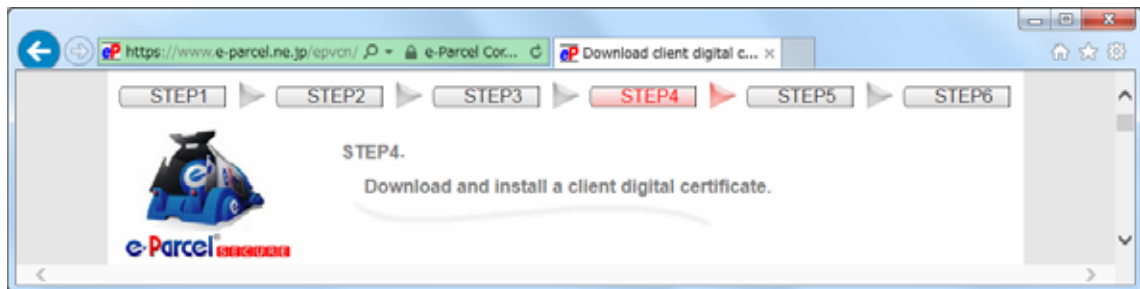 https://www.e-parcel.ne.jp/epvcn/ e-Parcel Cor... Download client digital c...
STEP1 STEP2 STEP3 STEP4 STEP5 STEP6
STEP4.
Download and install a client digital certificate.
e-Parcel® SECURE